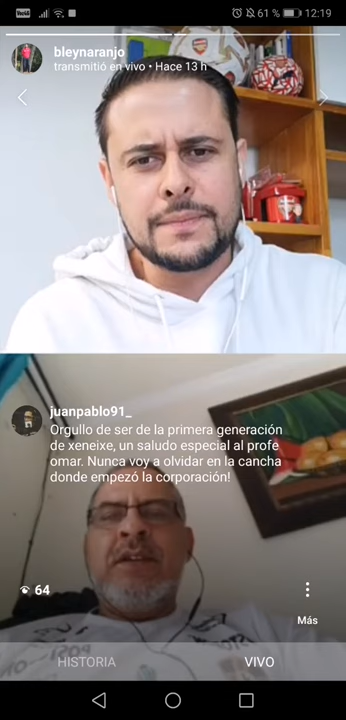 61 % 12:19
bleynaranjo
transmitió en vivo • Hace 13 h
juanpablo91_
Orgullo de ser de la primera generación
de xeneixe, un saludo especial al profe
omar. Nunca voy a olvidar en la cancha
donde empezó la corporación!
64
Más
HISTORIA
VIVO